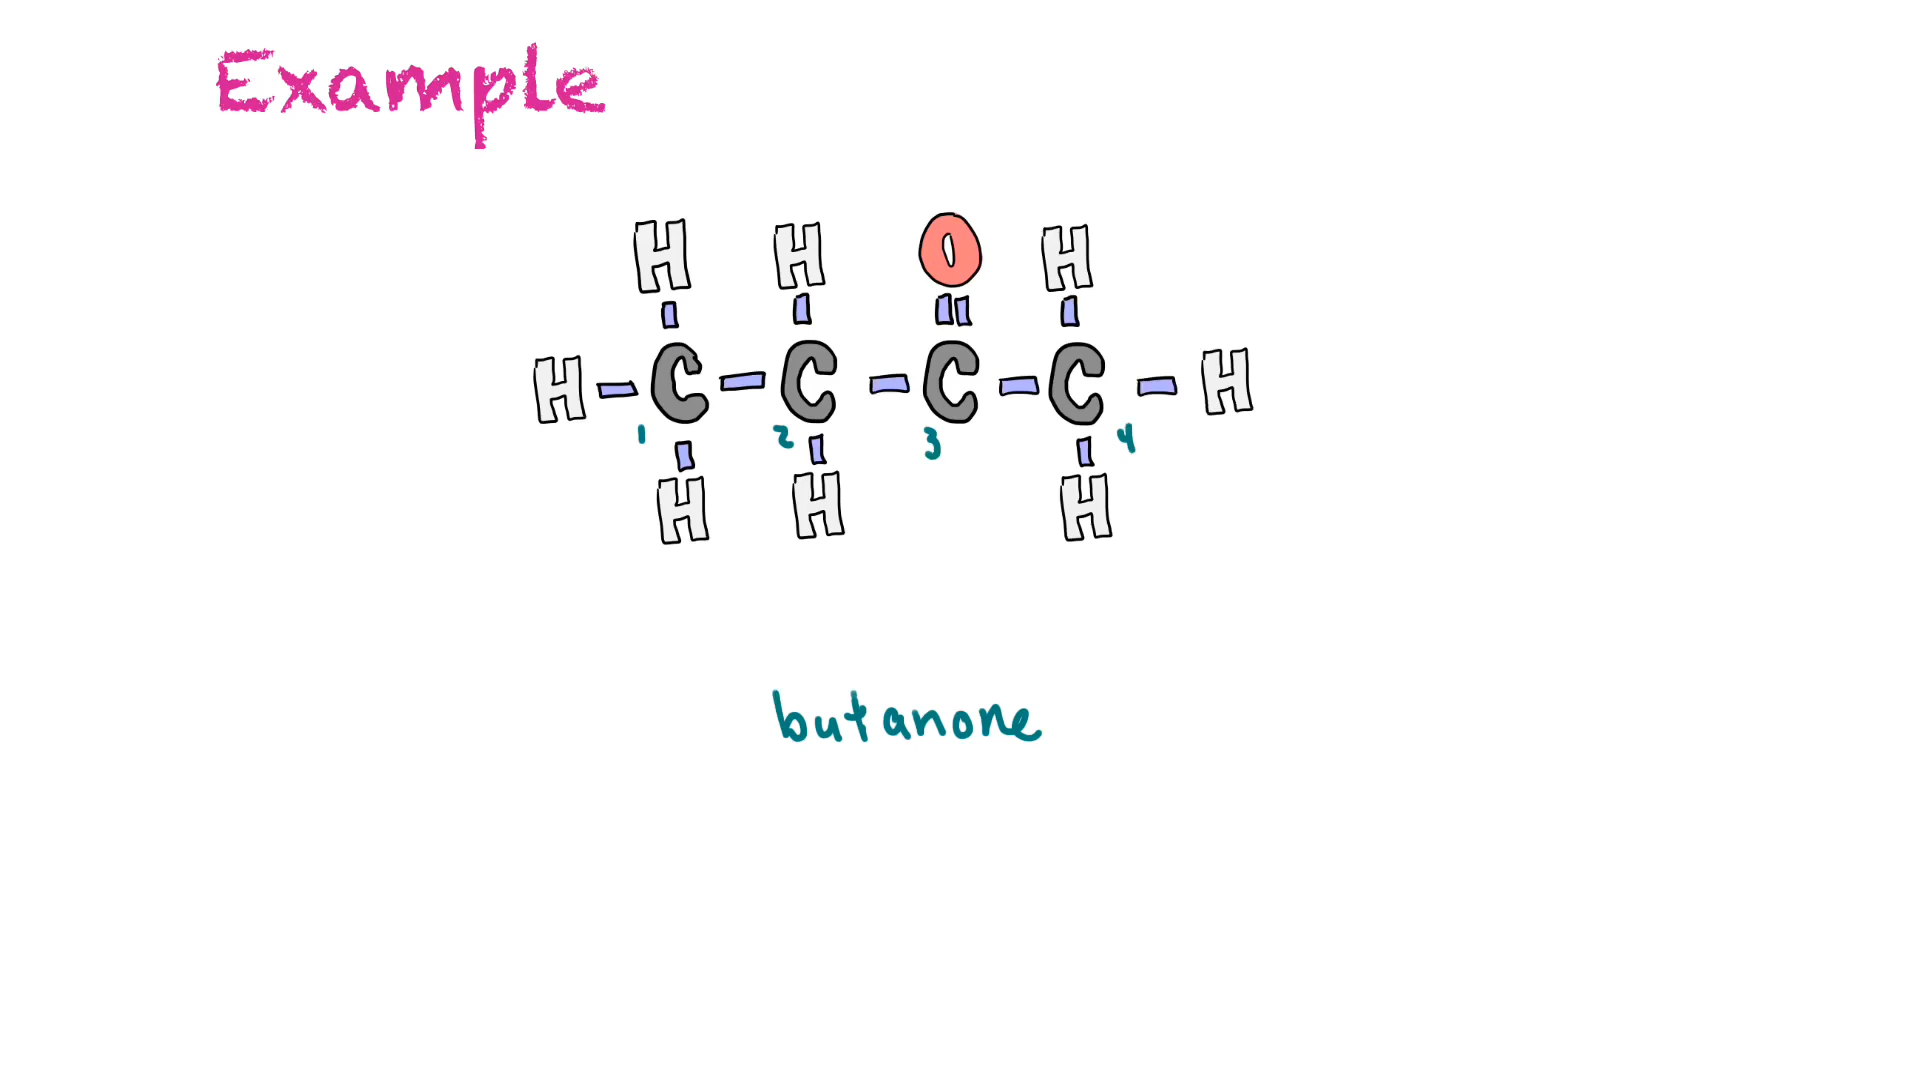 Example
H H O H
H - C - C - C - C - H
1 2 3 4
H H H
butanone